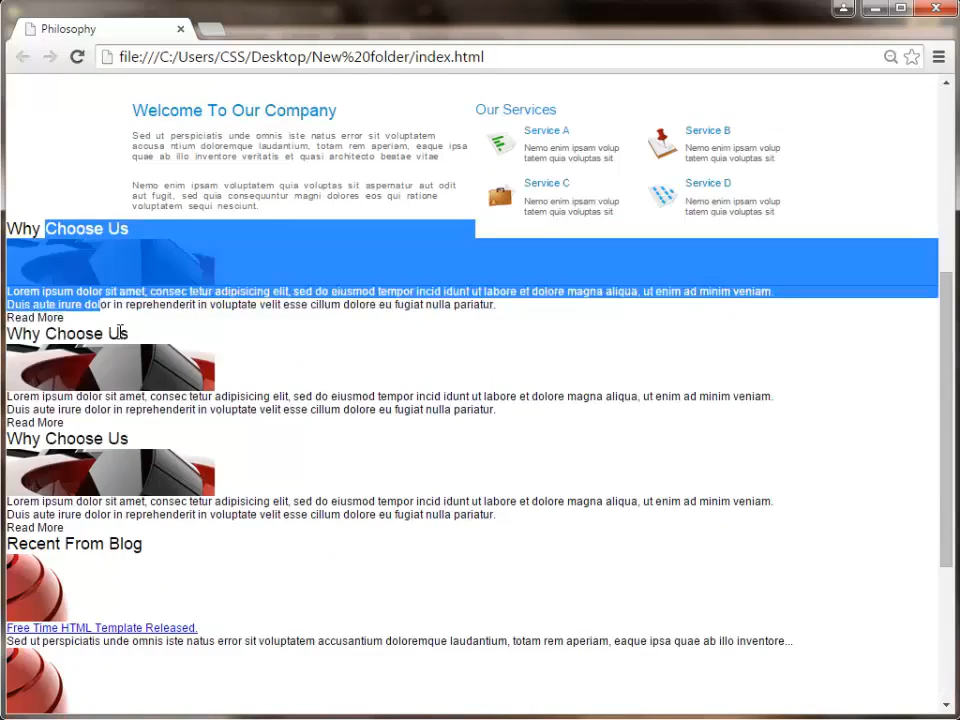 Philosophy
file:///C:/Users/CSS/Desktop/New%20folder/index.html
Welcome To Our Company
Sed ut perspiciatis unde omnis iste natus error sit voluptatem
accusa ntium doloremque laudantium, totam rem aperiam, eaque ipsa
quae ab illo inventore veritatis et quasi architecto beatae vitae
Nemo enim ipsam voluptatem quia voluptas sit aspernatur aut odit
aut fugit, sed quia consequuntur magni dolores eos qui ratione
voluptatem sequi nesciunt.
Our Services
Service A
Nemo enim ipsam volup
tatem quia voluptas sit
Service B
Nemo enim ipsam volup
tatem quia voluptas sit
Service C
Nemo enim ipsam volup
tatem quia voluptas sit
Service D
Nemo enim ipsam volup
tatem quia voluptas sit
Why Choose Us
Lorem ipsum dolor sit amet, consec tetur adipisicing elit, sed do eiusmod tempor incid idunt ut labore et dolore magna aliqua, ut enim ad minim veniam.
Duis aute irure dolor in reprehenderit in voluptate velit esse cillum dolore eu fugiat nulla pariatur.
Read More
Why Choose Us
Lorem ipsum dolor sit amet, consec tetur adipisicing elit, sed do eiusmod tempor incid idunt ut labore et dolore magna aliqua, ut enim ad minim veniam.
Duis aute irure dolor in reprehenderit in voluptate velit esse cillum dolore eu fugiat nulla pariatur.
Read More
Why Choose Us
Lorem ipsum dolor sit amet, consec tetur adipisicing elit, sed do eiusmod tempor incid idunt ut labore et dolore magna aliqua, ut enim ad minim veniam.
Duis aute irure dolor in reprehenderit in voluptate velit esse cillum dolore eu fugiat nulla pariatur.
Read More
Recent From Blog
Free Time HTML Template Released.
Sed ut perspiciatis unde omnis iste natus error sit voluptatem accusantium doloremque laudantium, totam rem aperiam, eaque ipsa quae ab illo inventore...